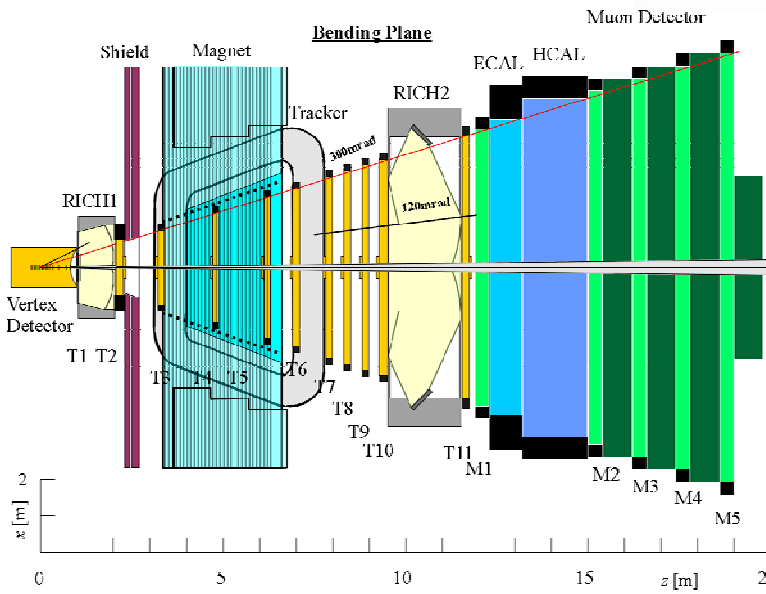 Bending Plane
Muon Detector
Shield
Magnet
ECAL
HCAL
RICH2
Tracker
300mrad
RICH1
120mrad
Vertex
Detector
T1
T2
T3
T4
T5
T6
T7
T8
T9
T10
T11
M1
M2
M3
M4
M5
2
x [m]
0
5
10
15
z [m]
2